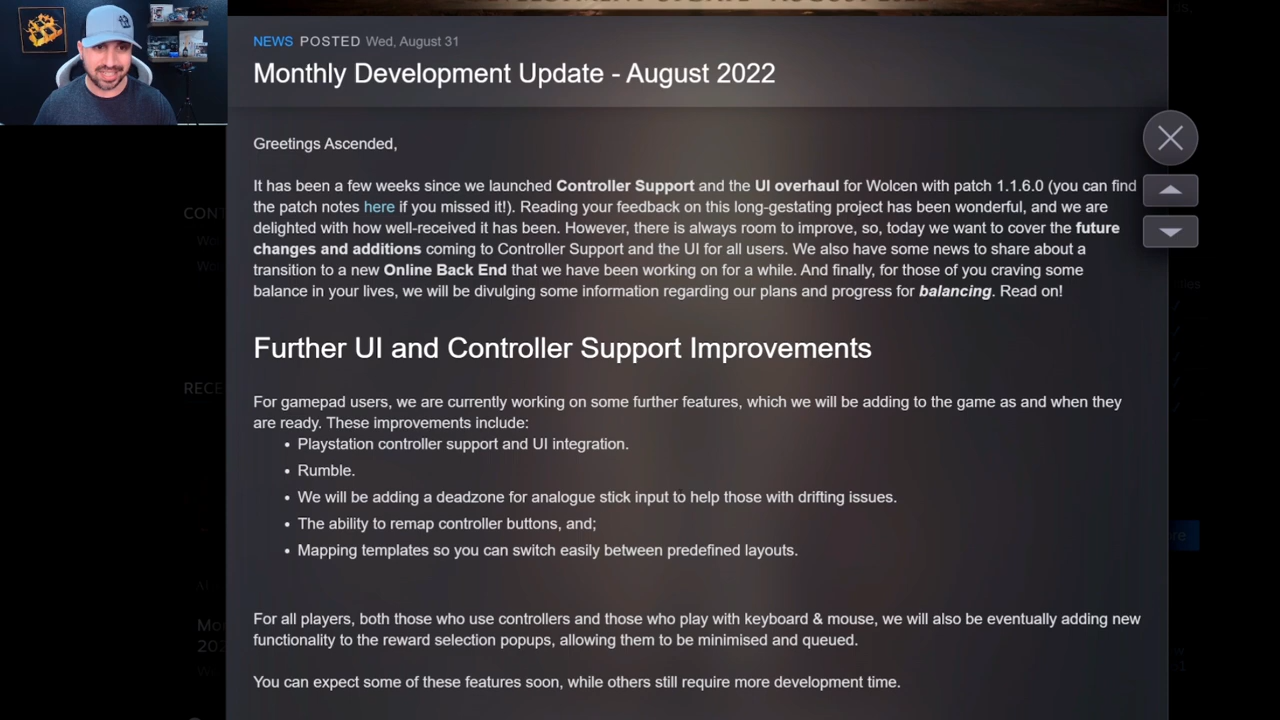 NEWS POSTED Wed, August 31
Monthly Development Update - August 2022
Greetings Ascended,
It has been a few weeks since we launched Controller Support and the UI overhaul for Wolcen with patch 1.1.6.0 (you can find
the patch notes here if you missed it!). Reading your feedback on this long-gestating project has been wonderful, and we are
delighted with how well-received it has been. However, there is always room to improve, so, today we want to cover the future
changes and additions coming to Controller Support and the UI for all users. We also have some news to share about a
transition to a new Online Back End that we have been working on for a while. And finally, for those of you craving some
balance in your lives, we will be divulging some information regarding our plans and progress for balancing. Read on!
Further UI and Controller Support Improvements
For gamepad users, we are currently working on some further features, which we will be adding to the game as and when they
are ready. These improvements include:
• Playstation controller support and UI integration.
• Rumble.
• We will be adding a deadzone for analogue stick input to help those with drifting issues.
• The ability to remap controller buttons, and;
• Mapping templates so you can switch easily between predefined layouts.
For all players, both those who use controllers and those who play with keyboard & mouse, we will also be eventually adding new
functionality to the reward selection popups, allowing them to be minimised and queued.
You can expect some of these features soon, while others still require more development time.